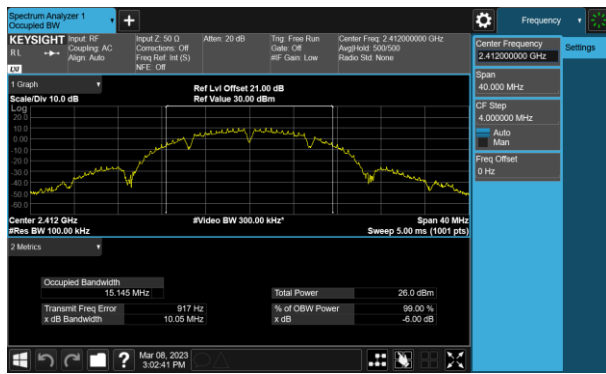 Spectrum Analyzer 1
Occupied BW
Frequency
KEYSIGHT
RL
Input: RF
Coupling: AC
Align: Auto
Input Z: 50 Ω
Corrections: Off
Freq Ref: Int (S)
NFE: Off
Atten: 20 dB
Trig: Free Run
Gate: Off
#IF Gain: Low
Center Freq: 2.412000000 GHz
Avg|Hold: 500/500
Radio Std: None
Center Frequency
2.412000000 GHz
Settings
Span
40.000 MHz
CF Step
4.000000 MHz
Auto
Man
Freq Offset
0 Hz
1 Graph
Scale/Div 10.0 dB
Ref Lvl Offset 21.00 dB
Ref Value 30.00 dBm
Log
20.0
10.0
0.00
-10.0
-20.0
-30.0
-40.0
-50.0
-60.0
Center 2.412 GHz
#Video BW 300.00 kHz*
Span 40 MHz
#Res BW 100.00 kHz
Sweep 5.00 ms (1001 pts)
2 Metrics
Occupied Bandwidth
15.145 MHz
Total Power 26.0 dBm
Transmit Freq Error 917 Hz
% of OBW Power 99.00 %
x dB Bandwidth 10.05 MHz
x dB -6.00 dB
Mar 08, 2023
3:02:41 PM